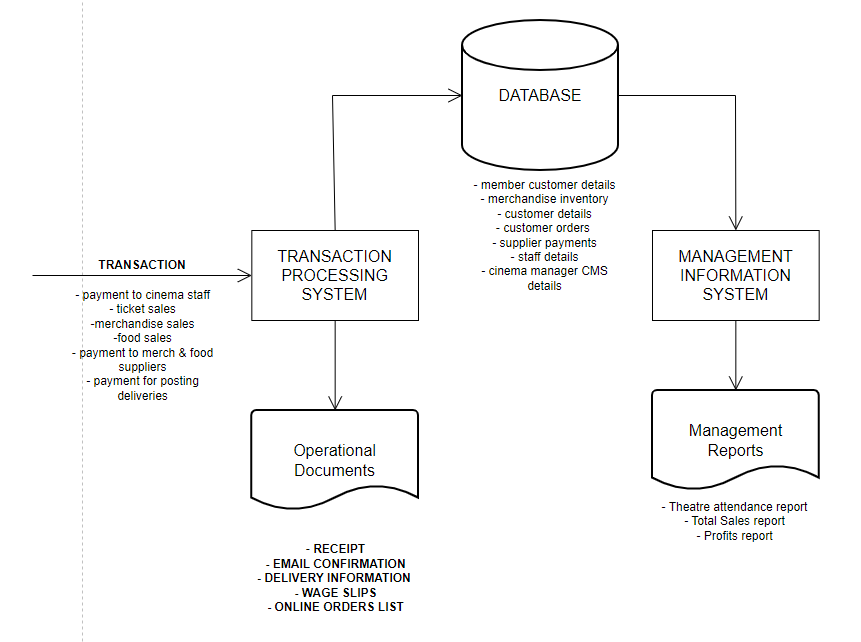 DATABASE
- member customer details
- merchandise inventory
- customer details
- customer orders
- supplier payments
- staff details
- cinema manager CMS
details
TRANSACTION
- payment to cinema staff
- ticket sales
-merchandise sales
-food sales
- payment to merch & food
suppliers
- payment for posting
deliveries
TRANSACTION
PROCESSING
SYSTEM
MANAGEMENT
INFORMATION
SYSTEM
Operational
Documents
- RECEIPT
- EMAIL CONFIRMATION
- DELIVERY INFORMATION
- WAGE SLIPS
- ONLINE ORDERS LIST
Management
Reports
- Theatre attendance report
- Total Sales report
- Profits report